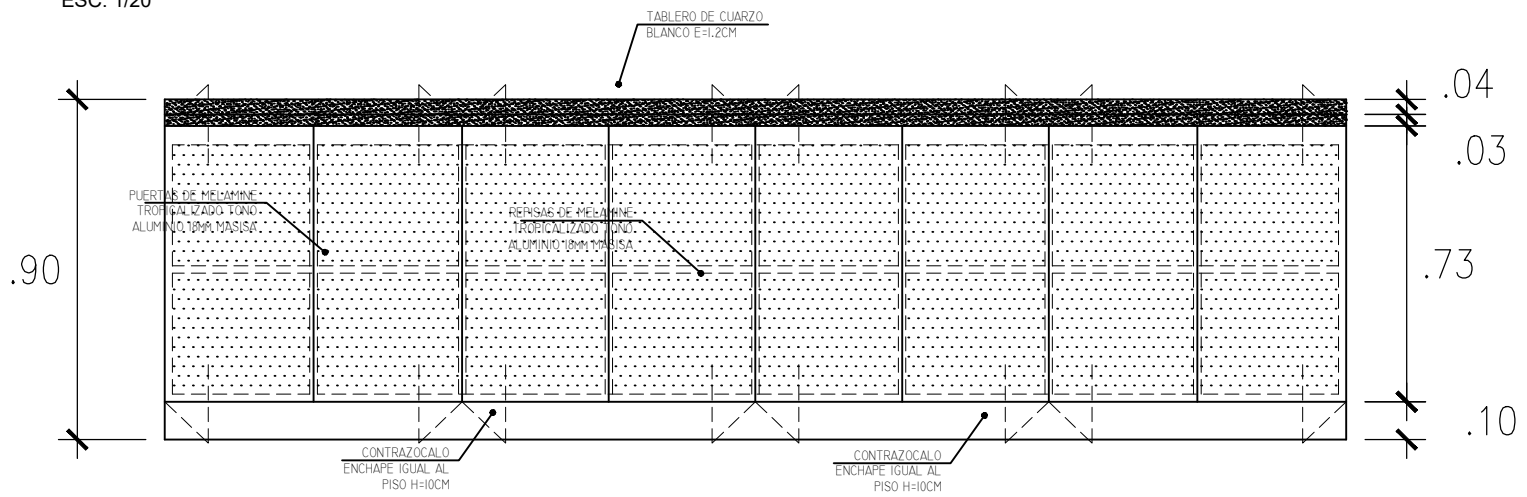 ESC. 1/20
TABLERO DE CUARZO
BLANCO E=1.2CM
.04
.03
PUERTAS DE MELAMINE
TROPICALIZADO TONO
ALUMINIO 18MM MASISA
REPISAS DE MELAMINE
TROPICALIZADO TONO
ALUMINIO 18MM MASISA
.90
.73
.10
CONTRAZOCALO
ENCHAPE IGUAL AL
PISO H=10CM
CONTRAZOCALO
ENCHAPE IGUAL AL
PISO H=10CM